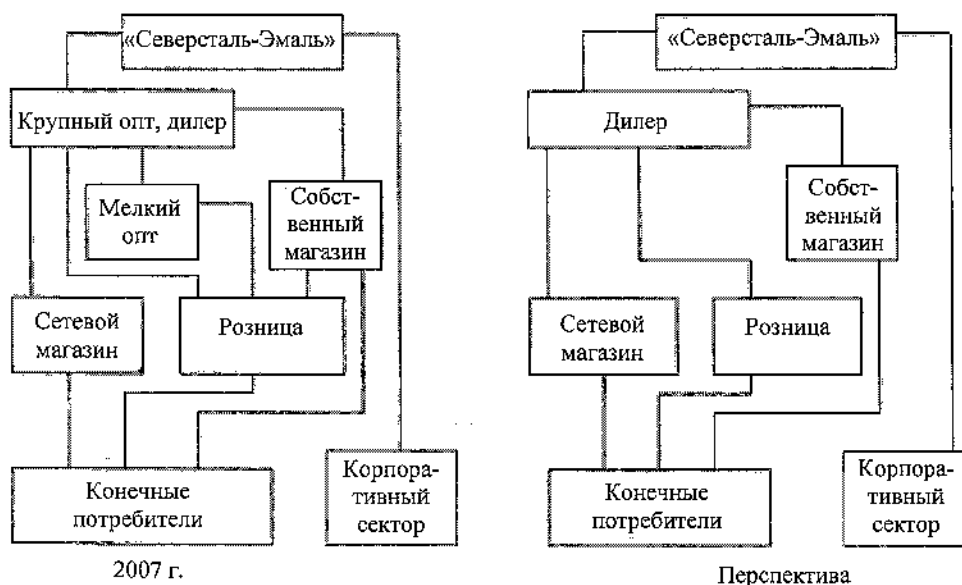 «Северсталь-Эмаль»
Крупный опт, дилер
Мелкий
опт
Собст-
венный
магазин
Сетевой
магазин
Розница
Конечные
потребители
Корпора-
тивный
сектор
2007 г.
«Северсталь-Эмаль»
Дилер
Собст-
венный
магазин
Сетевой
магазин
Розница
Конечные
потребители
Корпора-
тивный
сектор
Перспектива